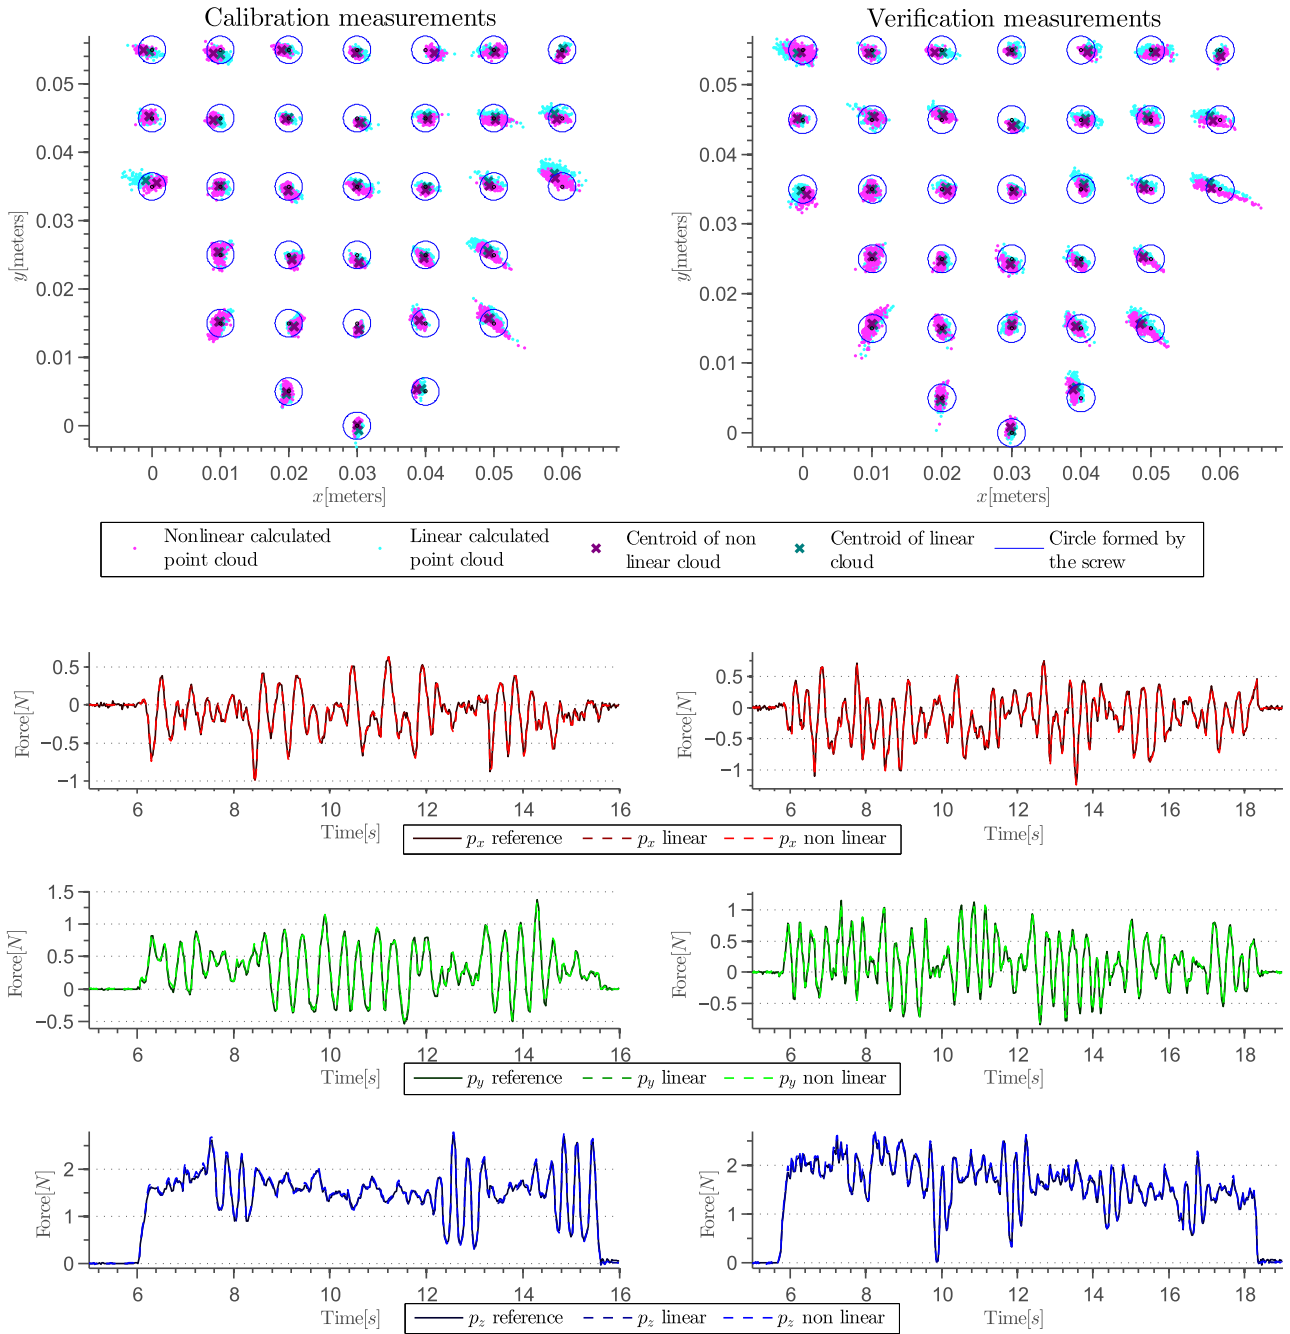 Calibration measurements
Verification measurements
0.05
0.04
0.03
0.02
0.01
0
y[meters]
0 0.01 0.02 0.03 0.04 0.05 0.06
x[meters]
0.05
0.04
0.03
0.02
0.01
0
y[meters]
0 0.01 0.02 0.03 0.04 0.05 0.06
x[meters]
Nonlinear calculated
point cloud
Linear calculated
point cloud
Centroid of non
linear cloud
Centroid of linear
cloud
Circle formed by
the screw
0.5
0
−0.5
−1
Force[N]
6 8 10 12 14 16
Time[s]
0.5
0
−0.5
−1
Force[N]
6 8 10 12 14 16 18
Time[s]
px reference px linear px non linear
1.5
1
0.5
0
−0.5
Force[N]
6 8 10 12 14 16
Time[s]
1
0.5
0
−0.5
Force[N]
6 8 10 12 14 16 18
Time[s]
py reference py linear py non linear
2
1
0
Force[N]
6 8 10 12 14 16
Time[s]
2
1
0
Force[N]
6 8 10 12 14 16 18
Time[s]
pz reference pz linear pz non linear